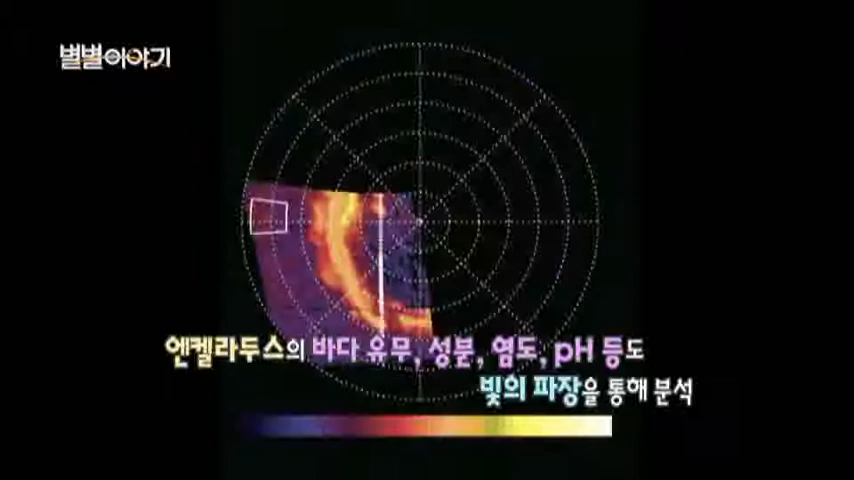 별별이야기
엔켈라두스의 바다 유무, 성분, 염도, pH 등도
빛의 파장을 통해 분석